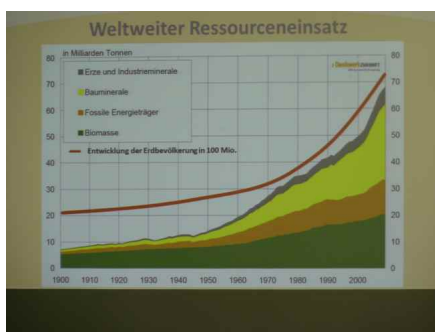 Weltweiter Ressourceneinsatz
in Milliarden Tonnen
80 80
70 70
60 60
50 50
40 40
30 30
20 20
10 10
0 0
Erze und Industrieminerale
Bauminerale
Fossile Energieträger
Biomasse
Entwicklung der Erdbevölkerung in 100 Mio.
1900 1910 1920 1930 1940 1950 1960 1970 1980 1990 2000